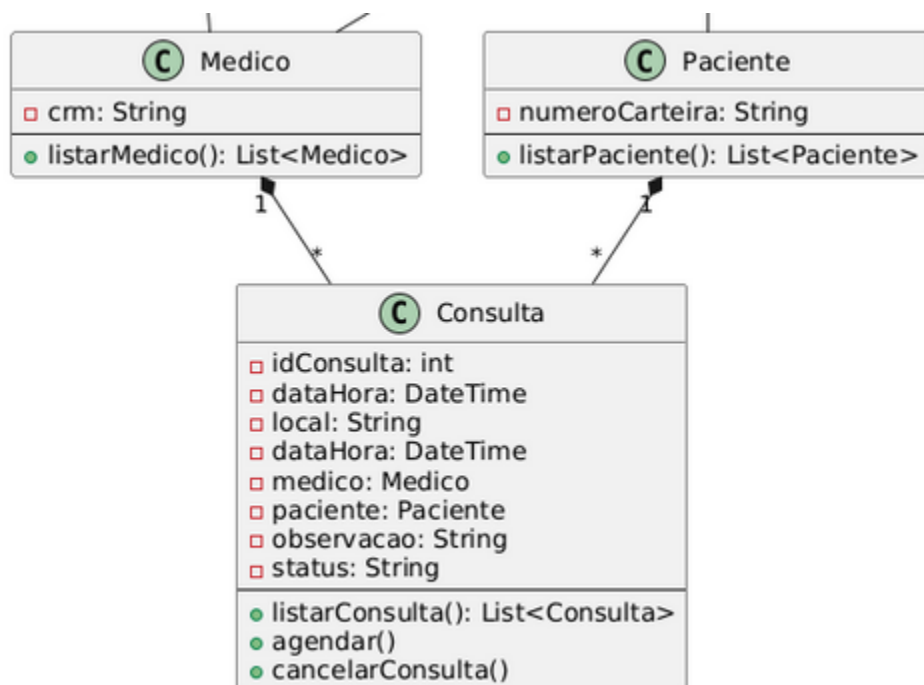 C Medico
crm: String
listarMedico(): List<Medico>
C Paciente
numeroCarteira: String
listarPaciente(): List<Paciente>
1
*
1
*
C Consulta
idConsulta: int
dataHora: DateTime
local: String
dataHora: DateTime
medico: Medico
paciente: Paciente
observacao: String
status: String
listarConsulta(): List<Consulta>
agendar()
cancelarConsulta()